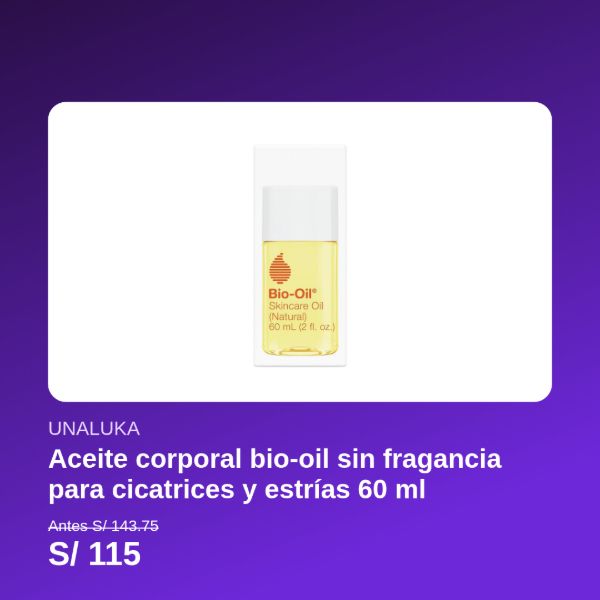 Bio-Oil®
Skincare Oil
(Natural)
60 mL (2 fl. oz.)
UNALUKA
Aceite corporal bio-oil sin fragancia
para cicatrices y estrías 60 ml
Antes S/ 143.75
S/ 115